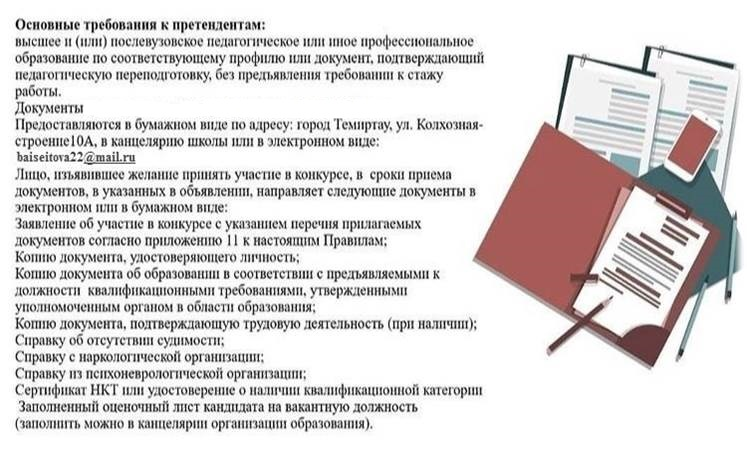 Основные требования к претендентам:
высшее и (или) послевузовское педагогическое или иное профессиональное
образование по соответствующему профилю или документ, подтверждающий
педагогическую переподготовку, без предъявления требовании к стажу
работы.
Документы
Предоставляются в бумажном виде по адресу: город Темиртау, ул. Колхозная-
строение10А, в канцелярию школы или в электронном виде:
baiseitova22@mail.ru
Лицо, изъявившее желание принять участие в конкурсе, в  сроки приема
документов, в указанных в объявлении, направляет следующие документы в
электронном или в бумажном виде:
Заявление об участие в конкурсе с указанием перечня прилагаемых
документов согласно приложению 11 к настоящим Правилам;
Копию документа, удостоверяющего личность;
Копию документа об образовании в соответствии с предъявляемыми к
должности  квалификационными требованиями, утвержденными
уполномоченным органом в области образования;
Копию документа, подтверждающую трудовую деятельность (при наличии);
Справку об отсутствии судимости;
Справку с наркологической организации;
Справку из психоневрологической организации;
Сертификат НКТ или удостоверение о наличии квалификационной категории
Заполненный оценочный лист кандидата на вакантную должность
(заполнить можно в канцелярии организации образования).